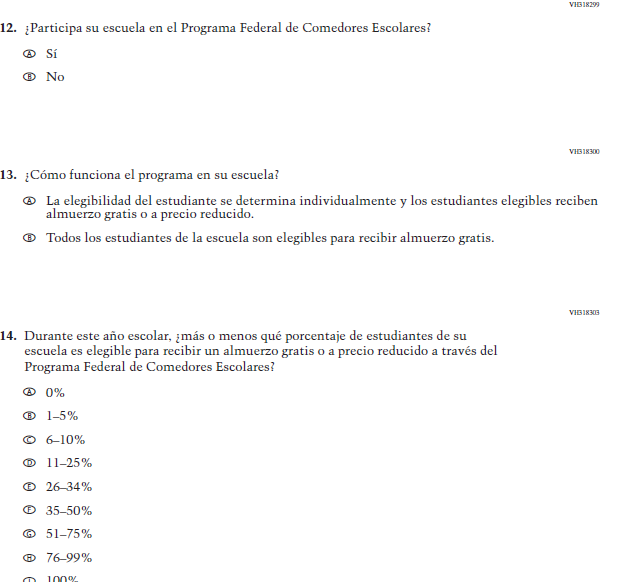 VH318299
12. ¿Participa su escuela en el Programa Federal de Comedores Escolares?
Ⓐ Sí
Ⓑ No
VH318300
13. ¿Cómo funciona el programa en su escuela?
Ⓐ La elegibilidad del estudiante se determina individualmente y los estudiantes elegibles reciben
almuerzo gratis o a precio reducido.
Ⓑ Todos los estudiantes de la escuela son elegibles para recibir almuerzo gratis.
VH318303
14. Durante este año escolar, ¿más o menos qué porcentaje de estudiantes de su
escuela es elegible para recibir un almuerzo gratis o a precio reducido a través del
Programa Federal de Comedores Escolares?
Ⓐ 0%
Ⓑ 1–5%
Ⓒ 6–10%
Ⓓ 11–25%
Ⓔ 26–34%
Ⓕ 35–50%
Ⓖ 51–75%
Ⓗ 76–99%
Ⓘ 100%